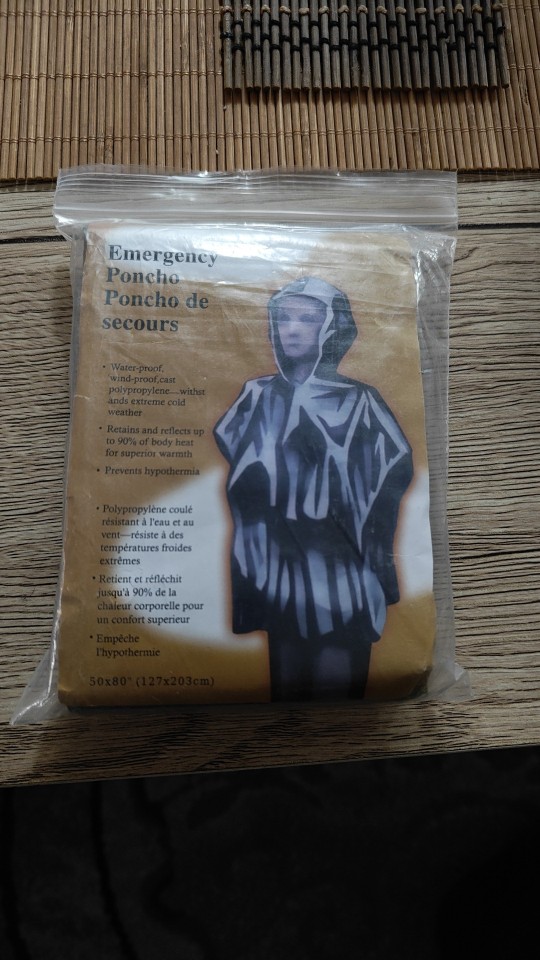 Emergency
Poncho
Poncho de
secours
• Water-proof,
wind-proof,cast
polypropylene—withst
ands extreme cold
weather
• Retains and reflects up
to 90% of body heat
for superior warmth
• Prevents hypothermia
• Polypropylène coulé
résistant à l'eau et au
vent—résiste à des
températures froides
extrêmes
• Retient et réfléchit
jusqu'à 90% de la
chaleur corporelle pour
un confort superieur
• Empêche
l'hypothermie
50x80" (127x203cm)